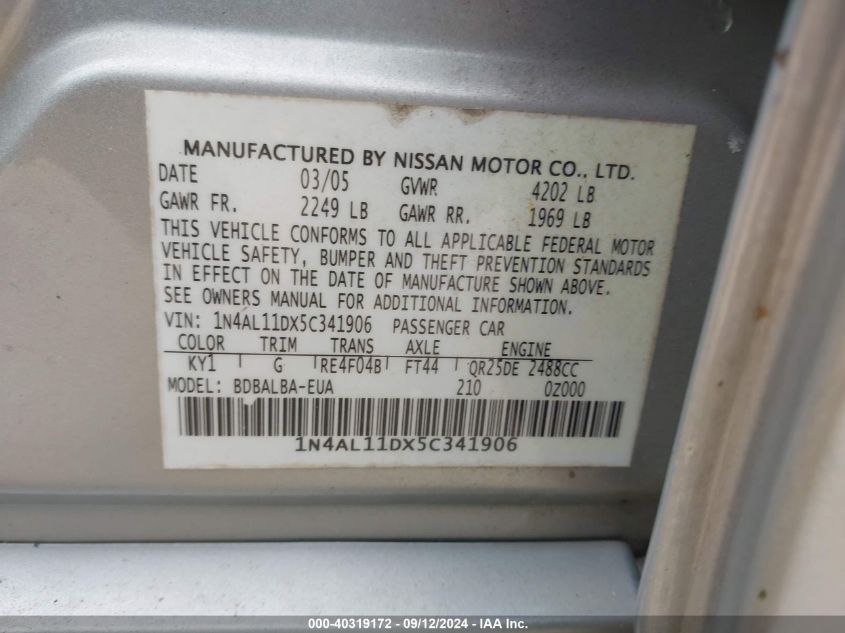 MANUFACTURED BY NISSAN MOTOR CO., LTD.
DATE 03/05 GVWR 4202 LB
GAWR FR. 2249 LB GAWR RR. 1969 LB
THIS VEHICLE CONFORMS TO ALL APPLICABLE FEDERAL MOTOR
VEHICLE SAFETY, BUMPER AND THEFT PREVENTION STANDARDS
IN EFFECT ON THE DATE OF MANUFACTURE SHOWN ABOVE.
SEE OWNERS MANUAL FOR ADDITIONAL INFORMATION.
VIN: 1N4AL11DX5C341906 PASSENGER CAR
COLOR TRIM TRANS AXLE ENGINE
KY1 G RE4F04B FT44 QR25DE 2488CC
MODEL: BDBALBA-EUA 210 0Z000
1N4AL11DX5C341906
000-40319172 - 09/12/2024 - IAA Inc.